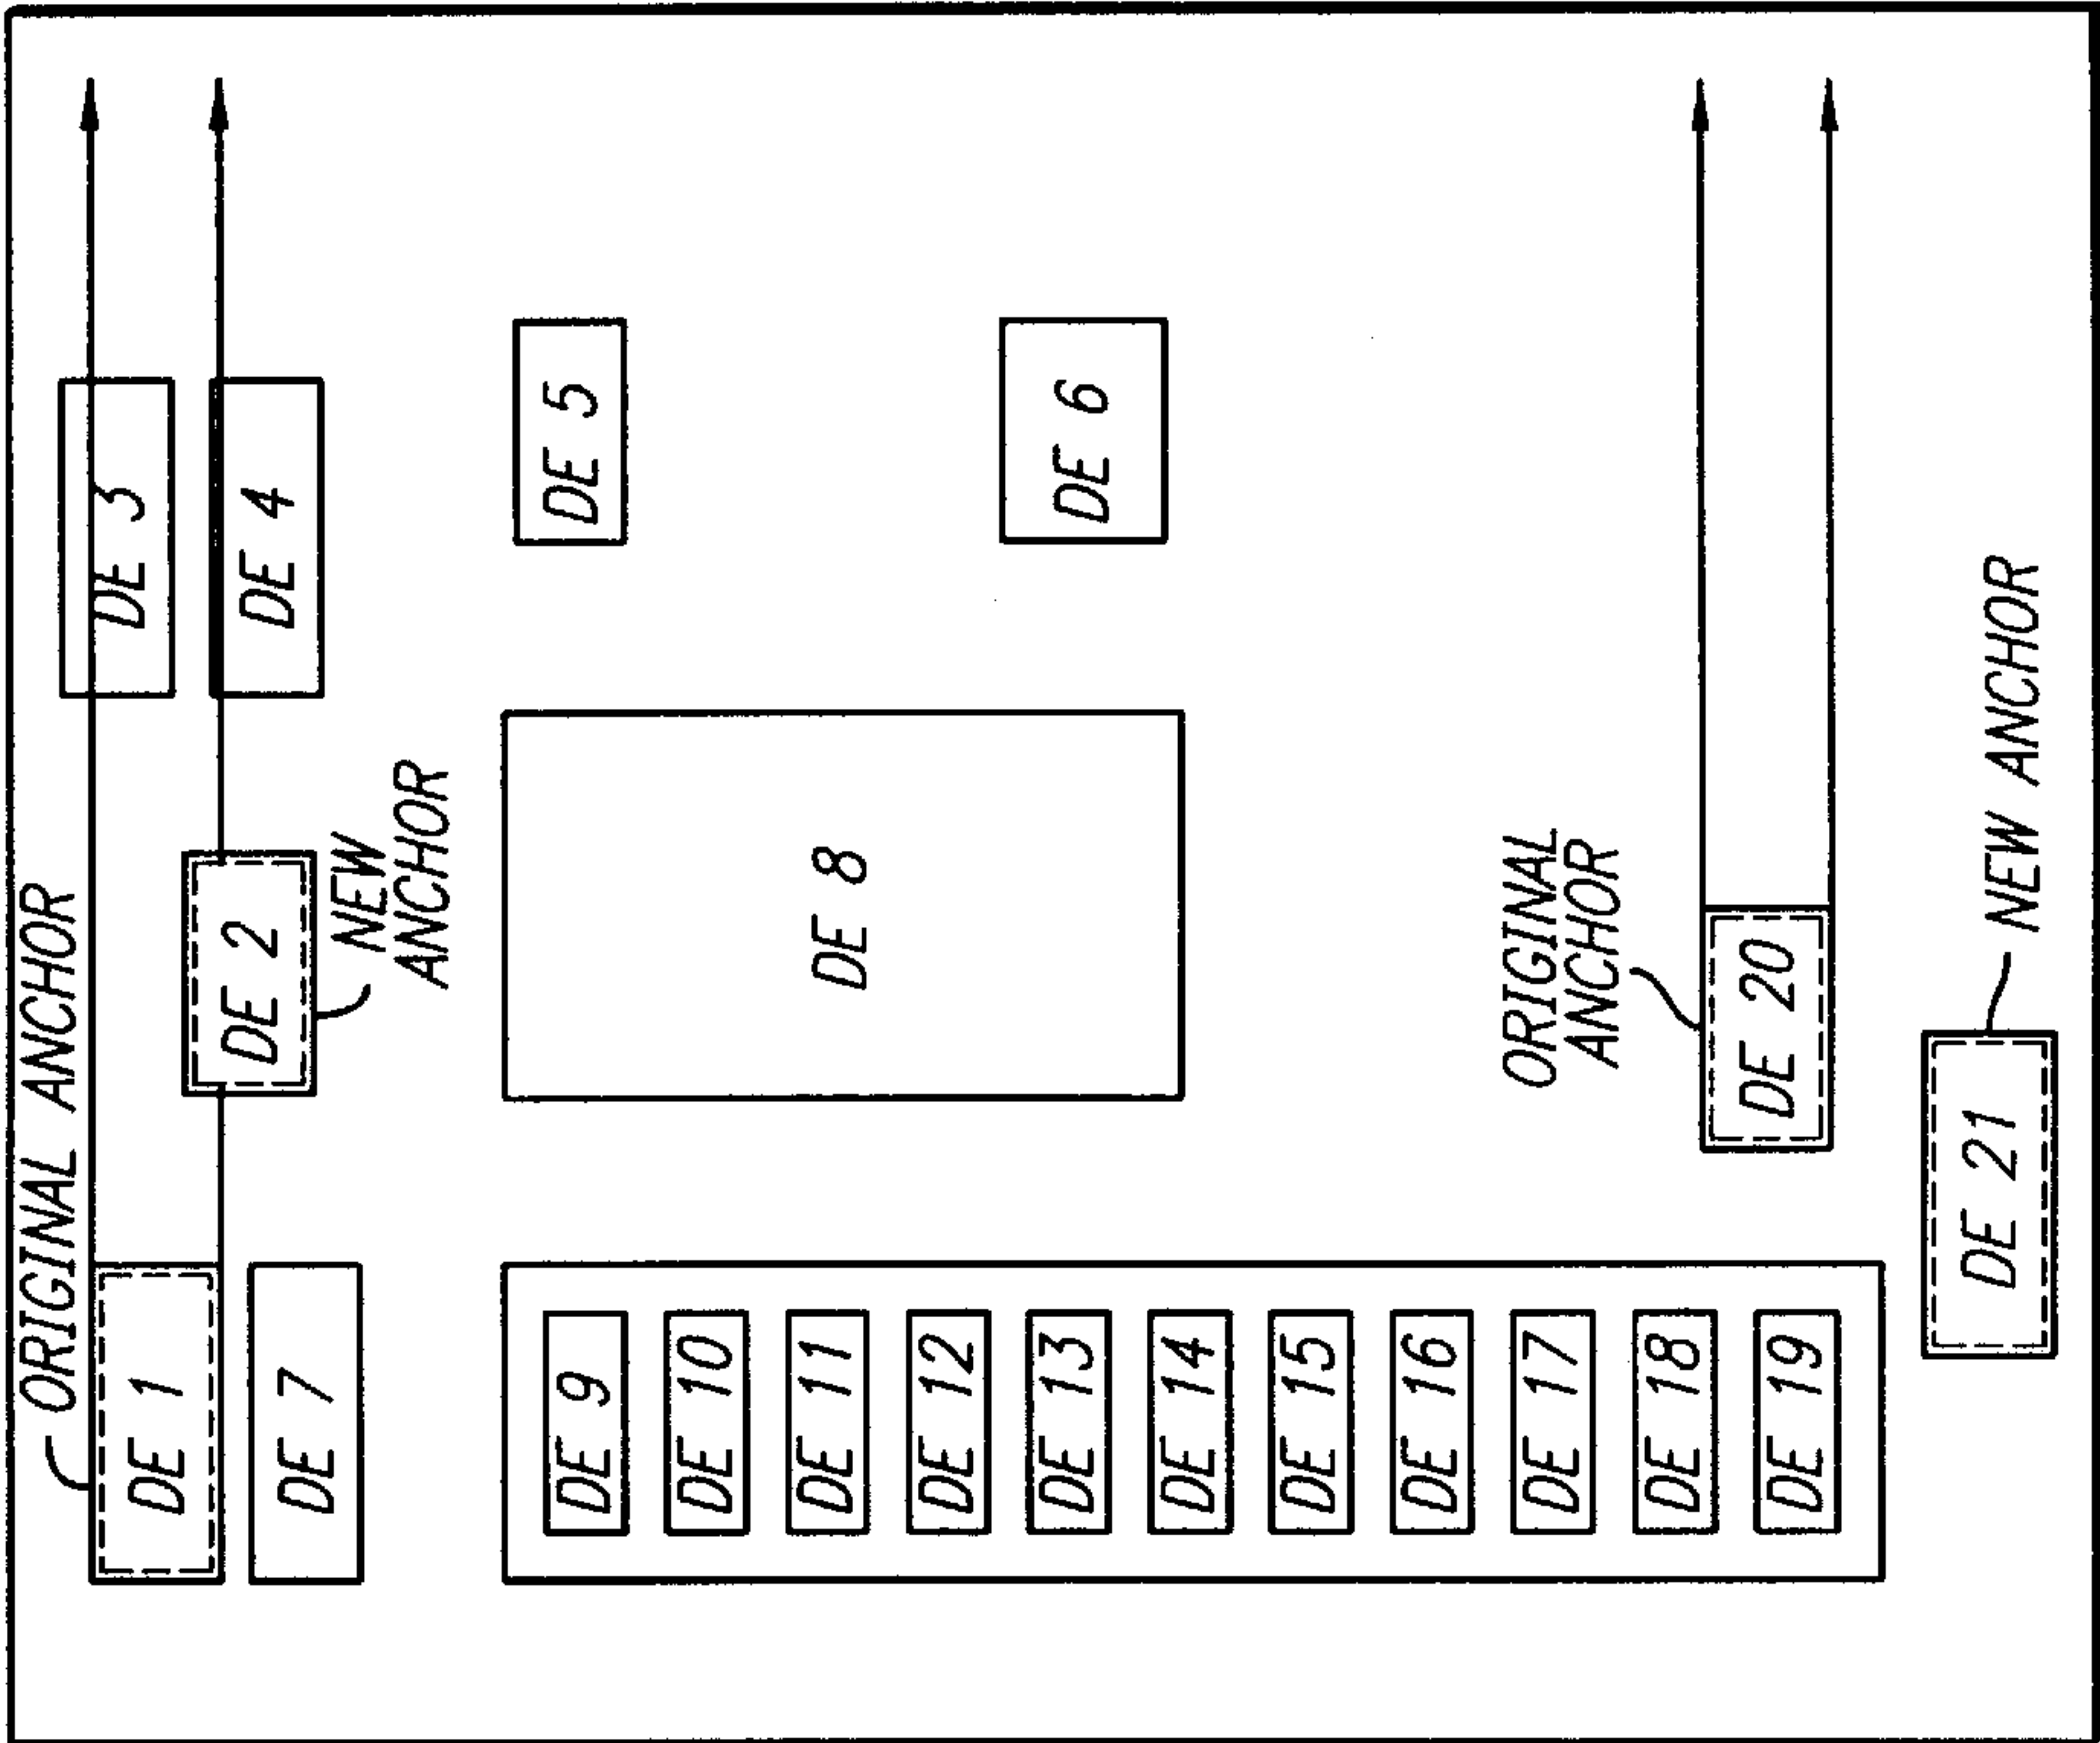 ORIGINAL ANCHOR
DE 1
DE 2
DE 3
NEW
ANCHOR
DE 7
DE 4
DE 5
DE 6
DE 8
DE 9
DE 10
DE 11
DE 12
DE 13
DE 14
DE 15
DE 16
DE 17
DE 18
DE 19
ORIGINAL
ANCHOR
DE 20
DE 21
NEW ANCHOR